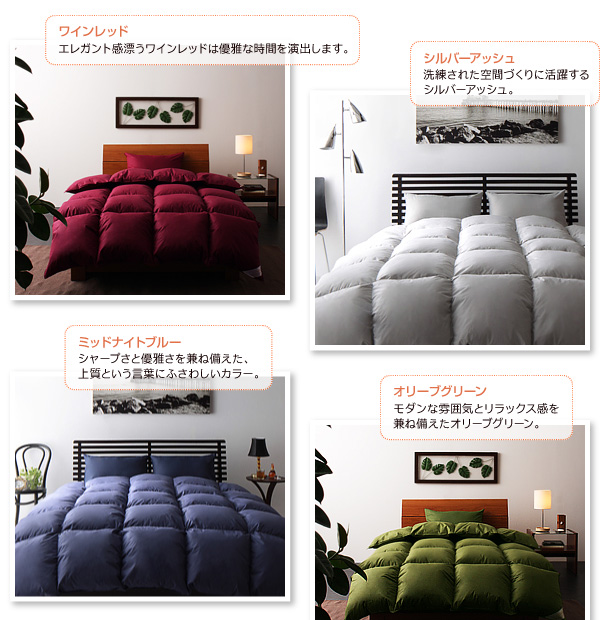 ワインレッド
エレガント感漂うワインレッドは優雅な時間を演出します。
シルバーアッシュ
洗練された空間づくりに活躍する
シルバーアッシュ。
ミッドナイトブルー
シャープさと優雅さを兼ね備えた、
上質という言葉にふさわしいカラー。
オリーブグリーン
モダンな雰囲気とリラックス感を
兼ね備えたオリーブグリーン。